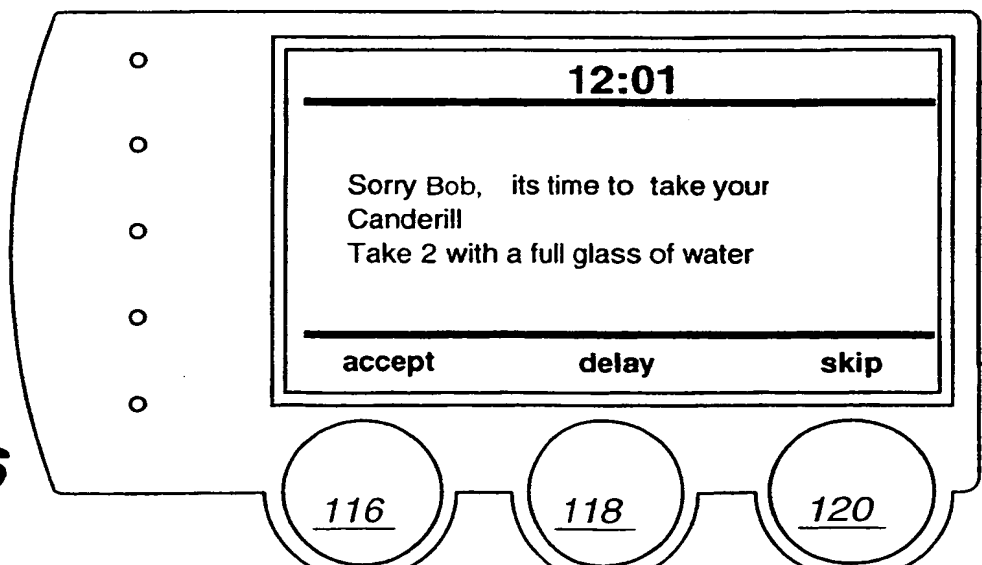 12:01
Sorry Bob, its time to take your
Canderill
Take 2 with a full glass of water
accept delay skip
116 118 120